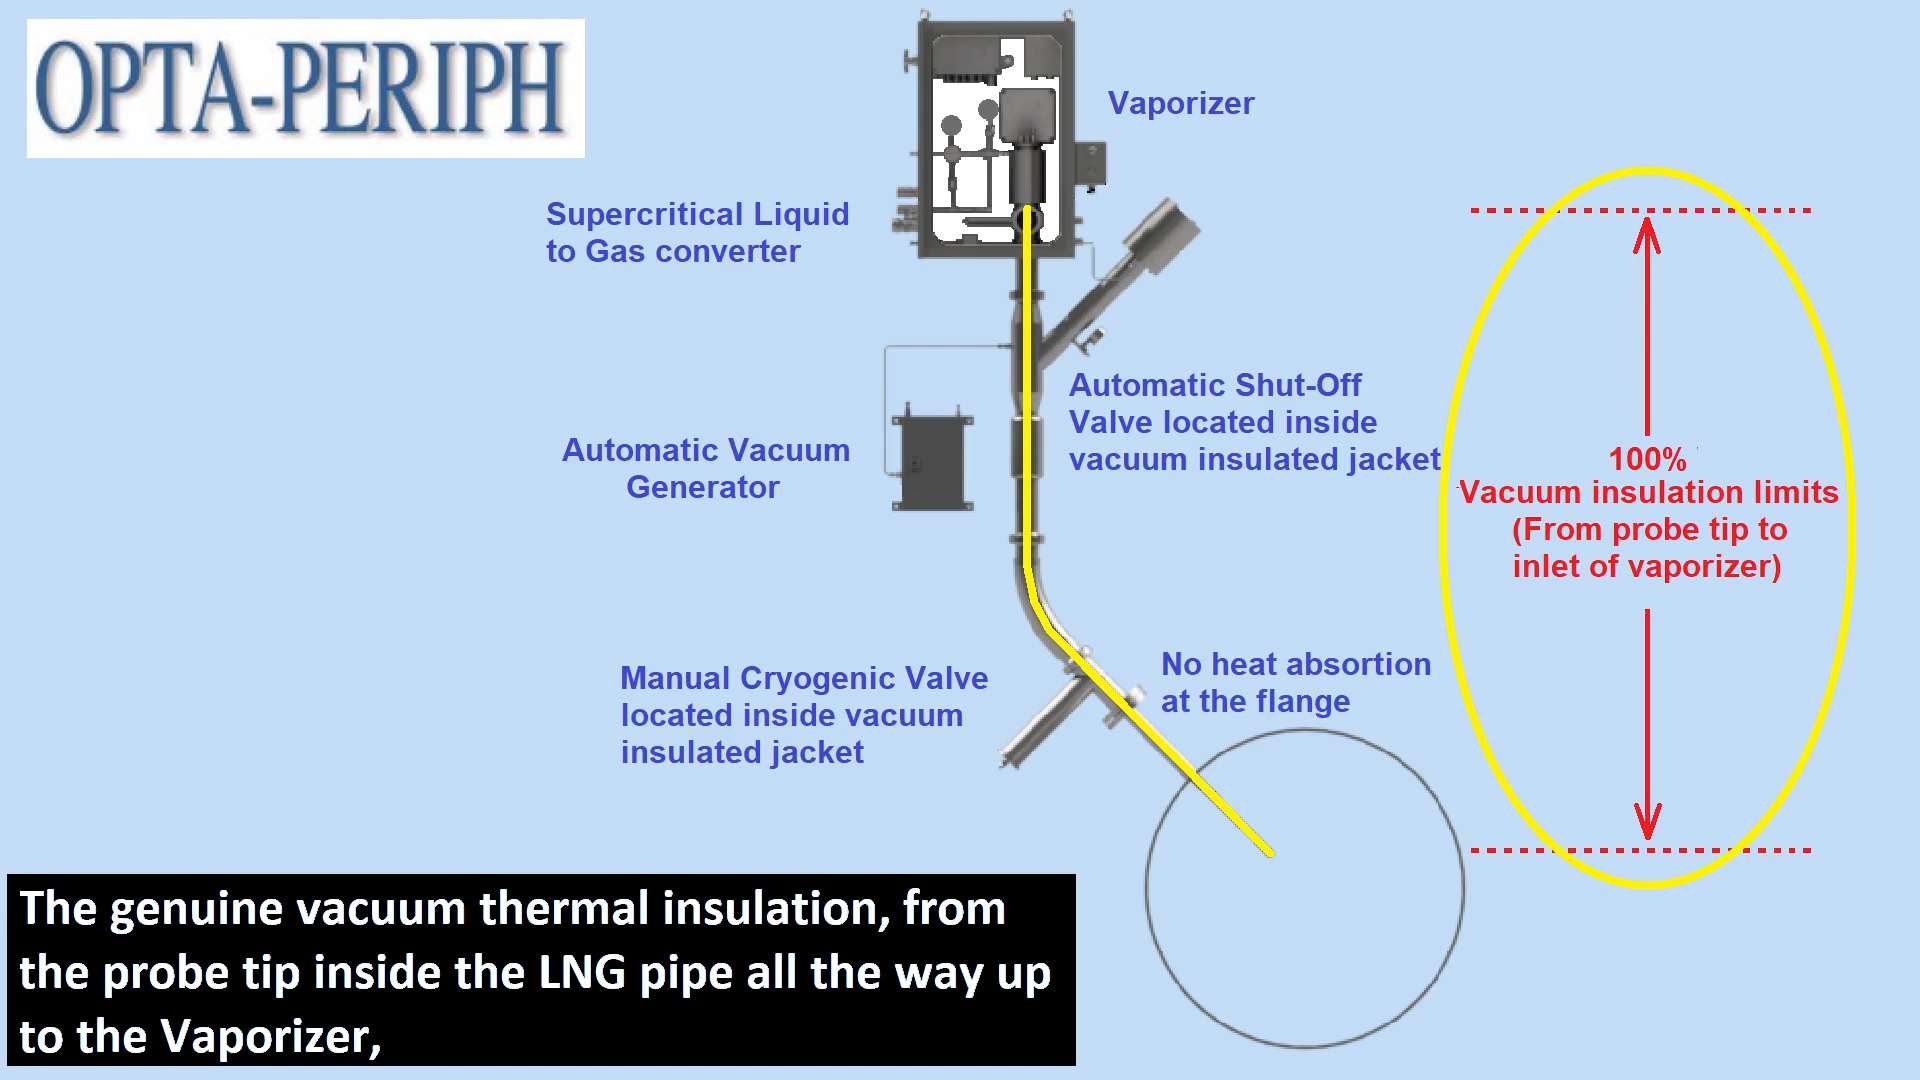 OPTA-PERIPH
Vaporizer
Supercritical Liquid
to Gas converter
Automatic Shut-Off
Valve located inside
vacuum insulated jacket
Automatic Vacuum
Generator
100%
Vacuum insulation limits
(From probe tip to
inlet of vaporizer)
No heat absortion
at the flange
Manual Cryogenic Valve
located inside vacuum
insulated jacket
The genuine vacuum thermal insulation, from
the probe tip inside the LNG pipe all the way up
to the Vaporizer,